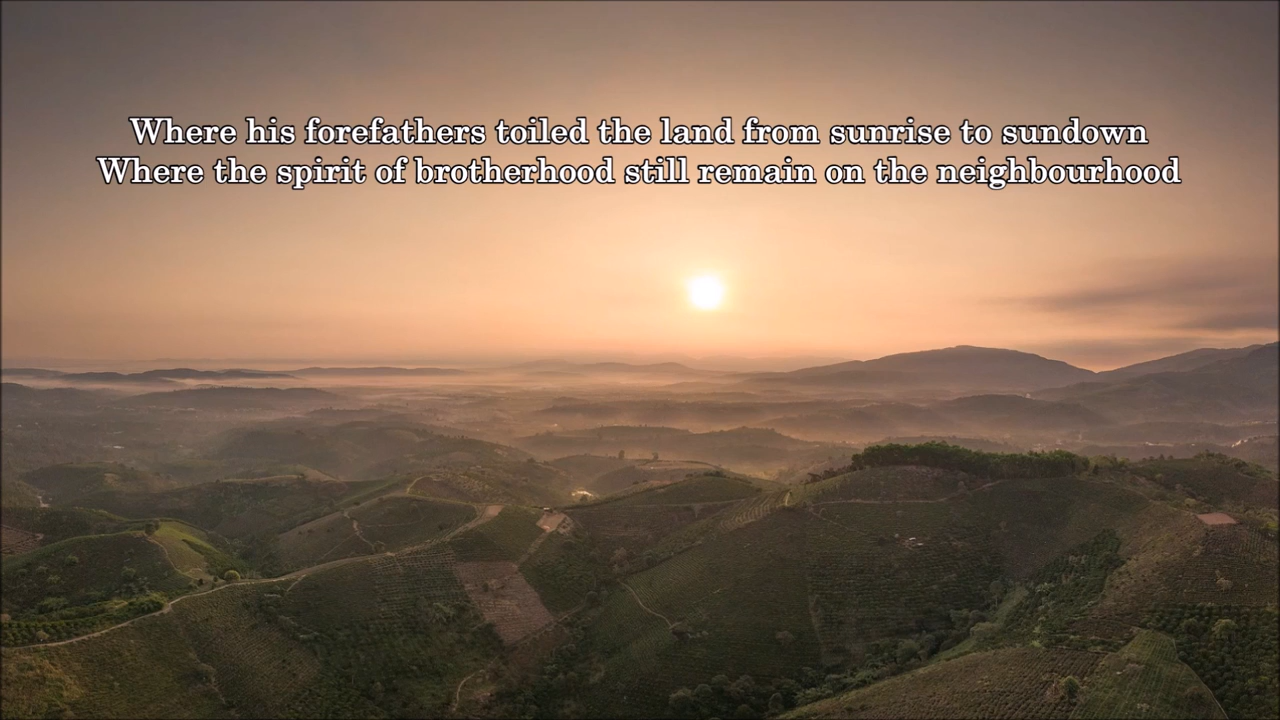 Where his forefathers toiled the land from sunrise to sundown
Where the spirit of brotherhood still remain on the neighbourhood